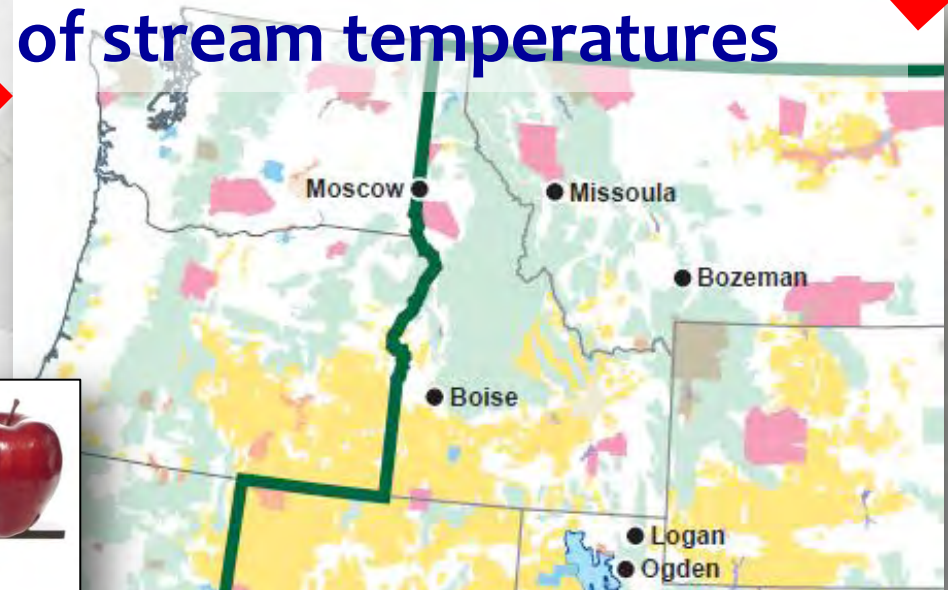 of stream temperatures
Moscow
Missoula
Bozeman
Boise
Logan
Ogden